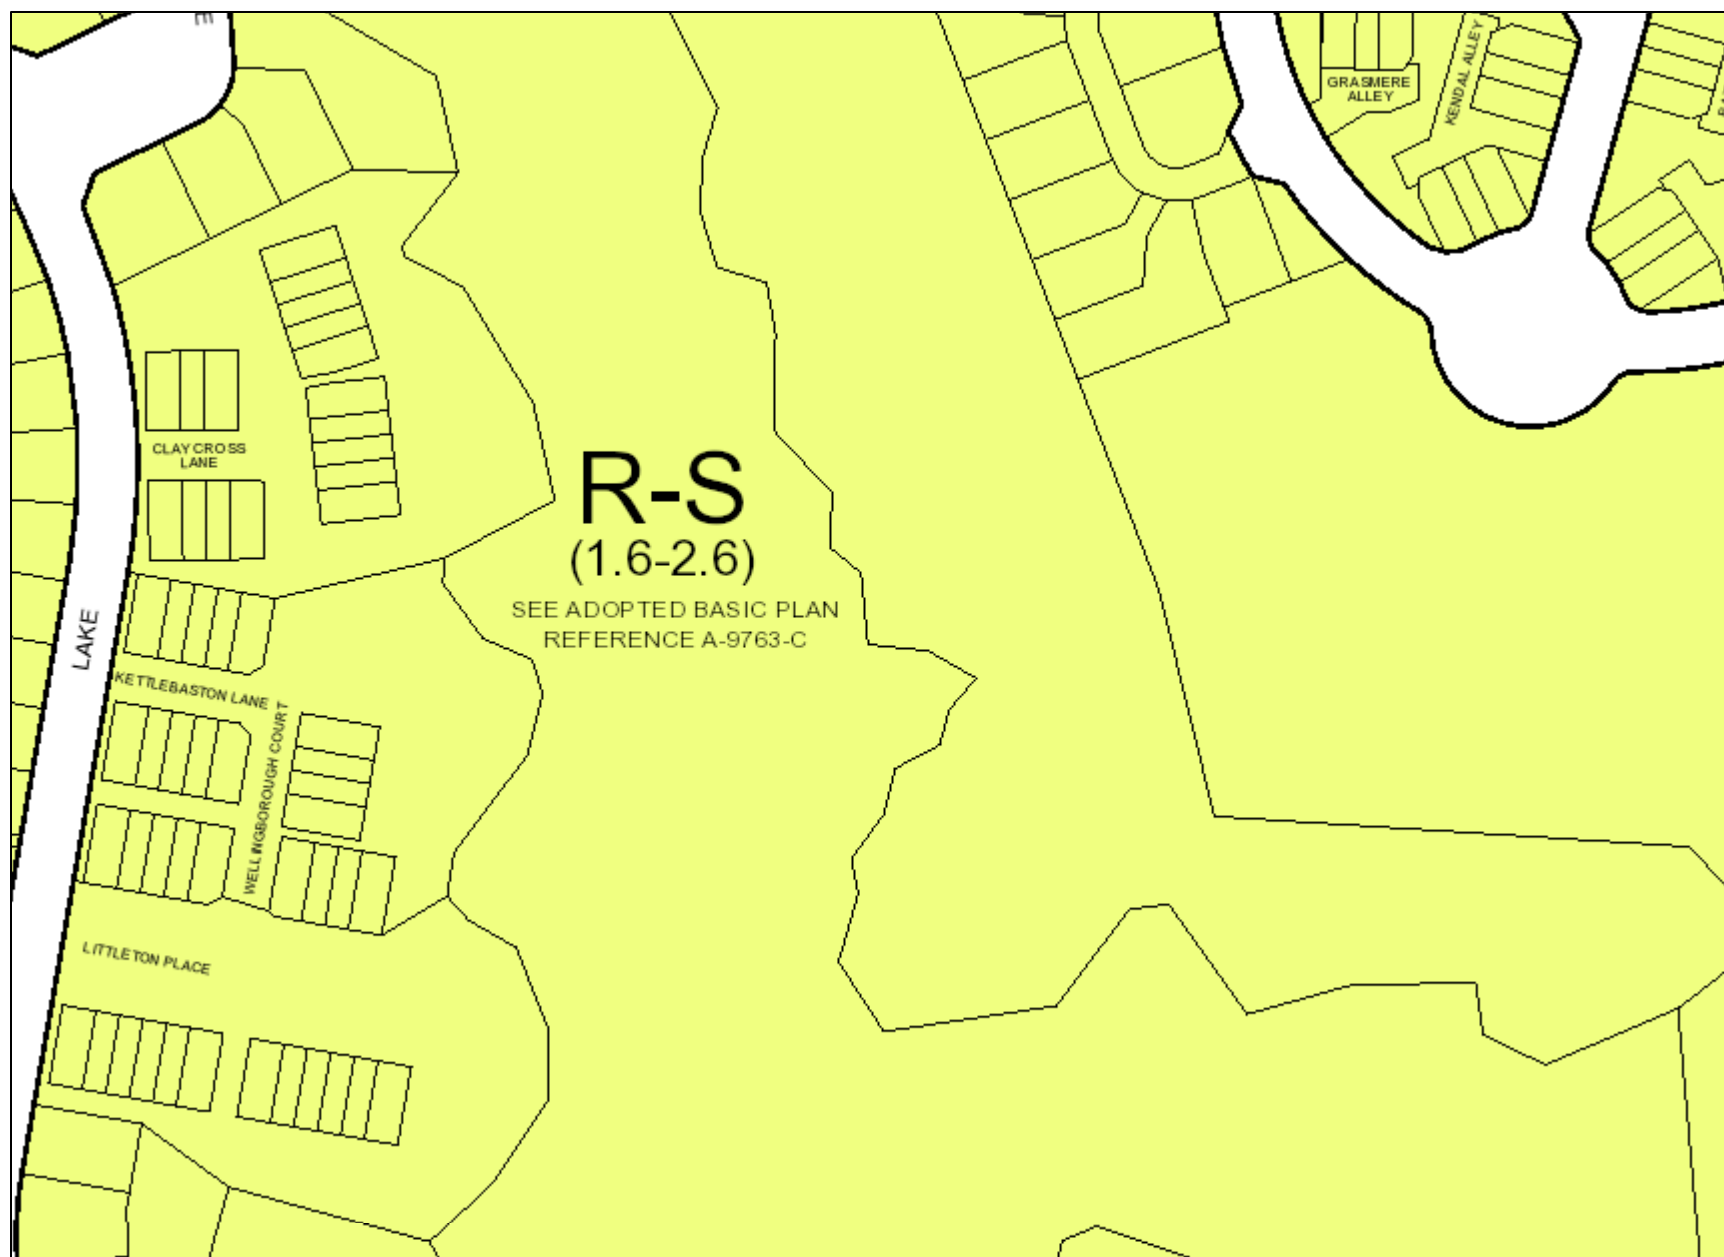 GRASMERE
ALLEY
KENDAL ALLEY
CLAYCROSS
LANE
R-S
(1.6-2.6)
SEE ADOPTED BASIC PLAN
REFERENCE A-9763-C
LAKE
KETTLEBASTON LANE
WELLINGBOROUGH COURT
LITTLETON PLACE